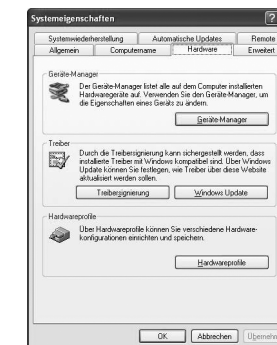 Systemeigenschaften
Systemwiederherstellung Automatische Updates Remote
Allgemein Computername Hardware Erweitert
Geräte-Manager
Der Geräte-Manager listet alle auf dem Computer installierten
Hardwaregeräte auf. Verwenden Sie den Geräte-Manager, um
die Eigenschaften eines Geräts zu ändern.
Geräte-Manager
Treiber
Durch die Treibersignierung kann sichergestellt werden, dass
installierte Treiber mit Windows kompatibel sind. Über Windows
Update können Sie festlegen, wie Treiber über diese Website
aktualisiert werden sollen.
Treibersignierung Windows Update
Hardwareprofile
Über Hardwareprofile können Sie verschiedene Hardware-
konfigurationen einrichten und speichern.
Hardwareprofile
OK Abbrechen